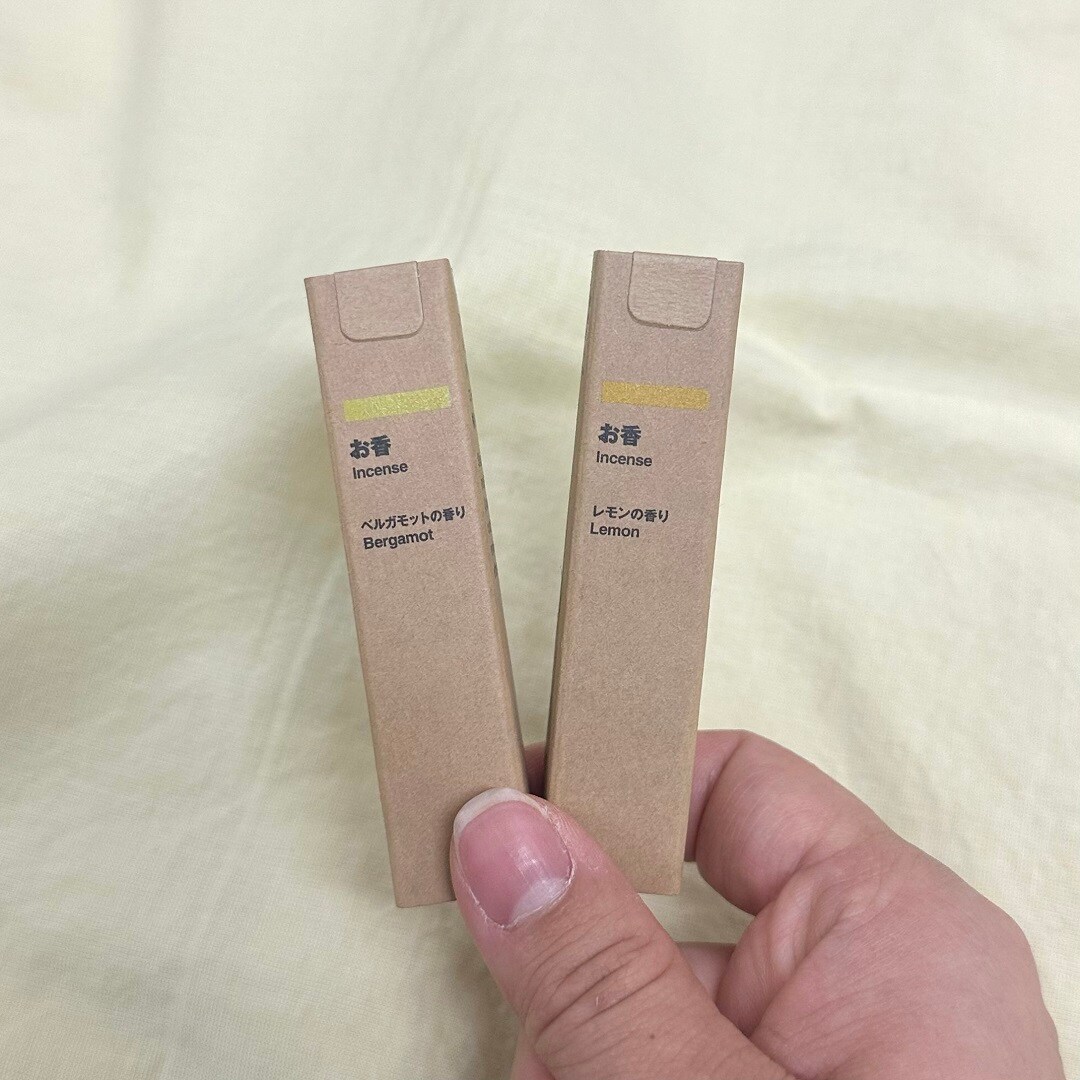 お香
Incense
ベルガモットの香り
Bergamot
お香
Incense
レモンの香り
Lemon